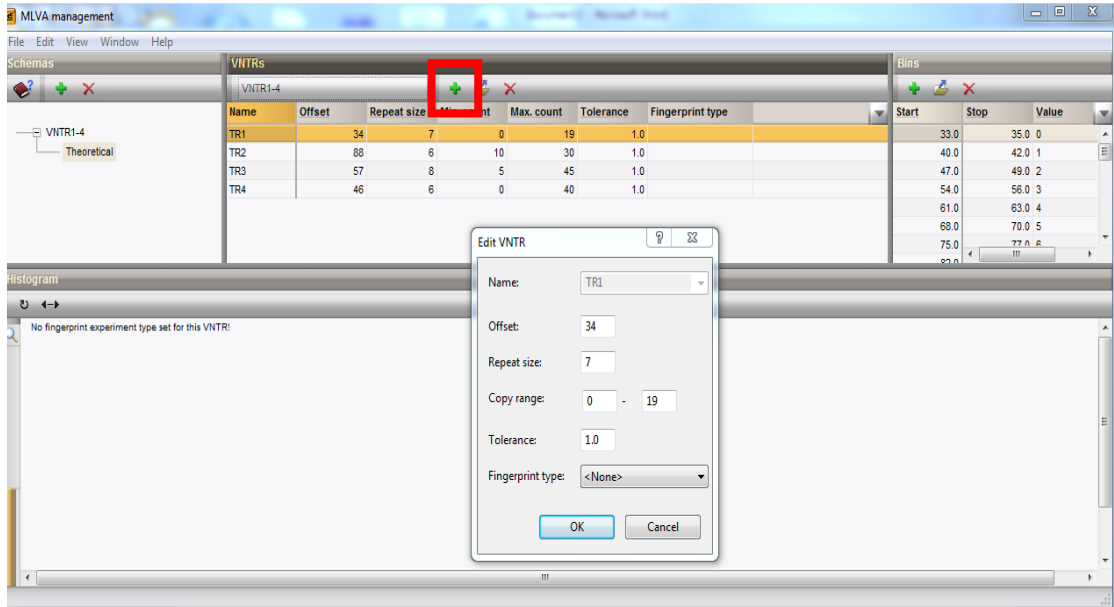 MLVA management
File Edit View Window Help
Schemas
VNTR1-4
Theoretical
VNTRs
VNTR1-4
Name Offset Repeat size Max. count Tolerance Fingerprint type
TR1 34 7 0 19 1.0
TR2 88 6 10 30 1.0
TR3 57 8 5 45 1.0
TR4 46 6 0 40 1.0
Bins
Start Stop Value
33.0 35.0 0
40.0 42.0 1
47.0 49.0 2
54.0 56.0 3
61.0 63.0 4
68.0 70.0 5
75.0 77.0 6
Histogram
No fingerprint experiment type set for this VNTR!
Edit VNTR
Name: TR1
Offset: 34
Repeat size: 7
Copy range: 0 - 19
Tolerance: 1.0
Fingerprint type: <None>
OK Cancel